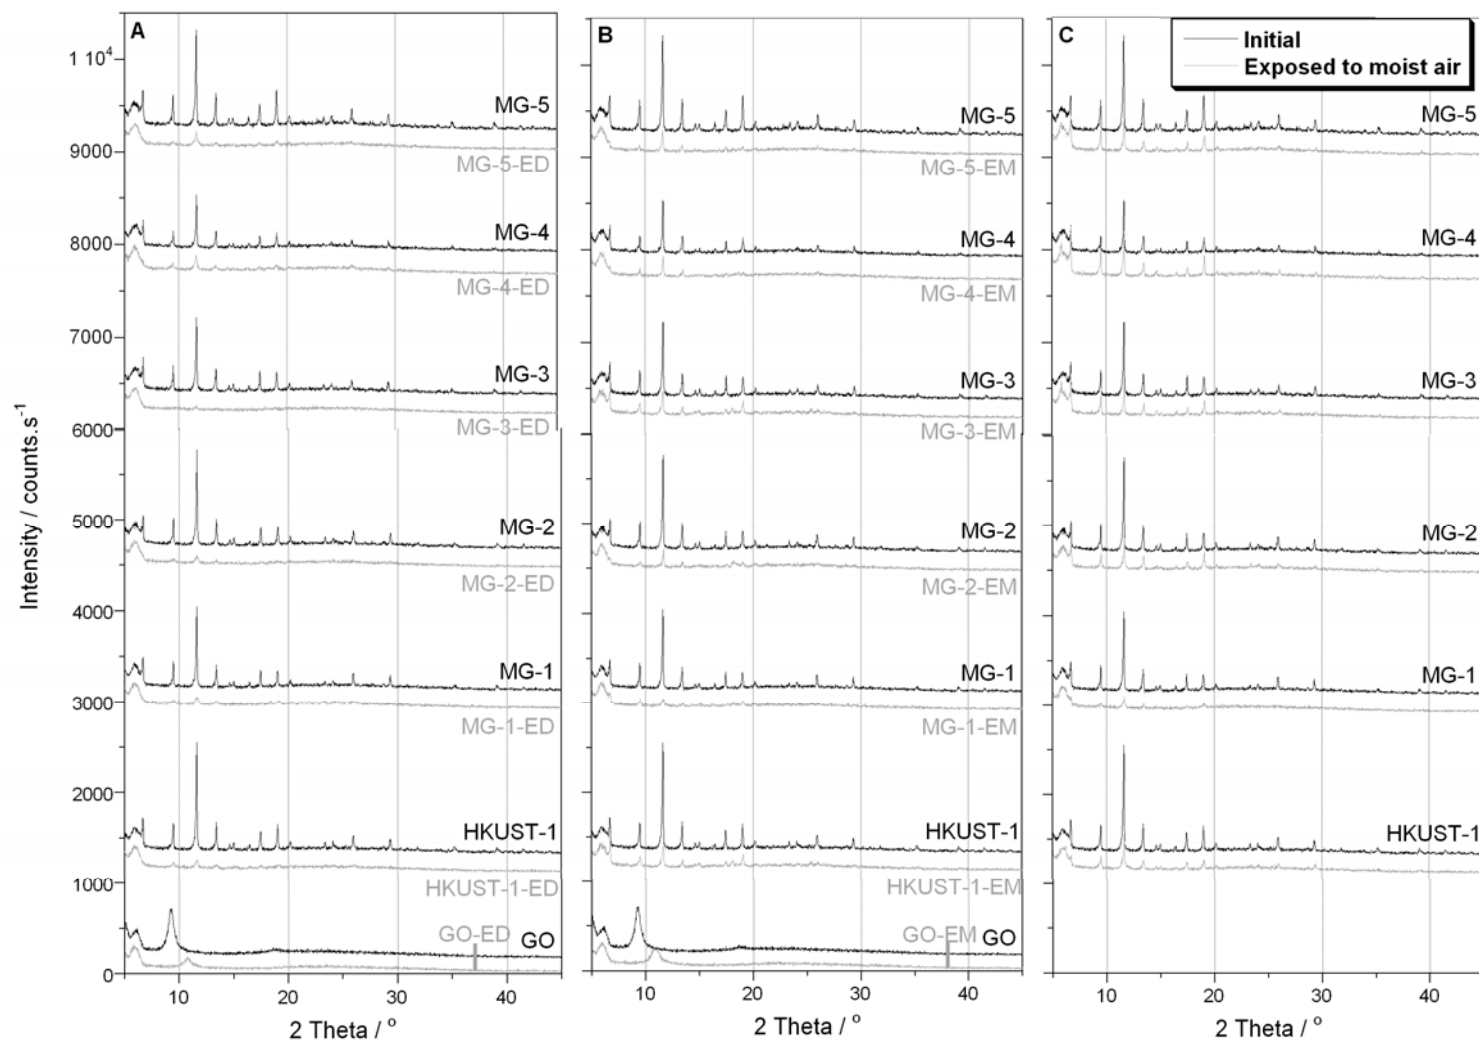 A
B
C
Initial
Exposed to moist air
1 10⁴
9000
8000
7000
6000
5000
4000
3000
2000
1000
0
Intensity / counts.s⁻¹
MG-5
MG-5-ED
MG-4
MG-4-ED
MG-3
MG-3-ED
MG-2
MG-2-ED
MG-1
MG-1-ED
HKUST-1
HKUST-1-ED
GO-ED
GO
10 20 30 40
2 Theta / °
MG-5
MG-5-EM
MG-4
MG-4-EM
MG-3
MG-3-EM
MG-2
MG-2-EM
MG-1
MG-1-EM
HKUST-1
HKUST-1-EM
GO-EM
GO
10 20 30 40
2 Theta / °
MG-5
MG-4
MG-3
MG-2
MG-1
HKUST-1
10 20 30 40
2 Theta / °